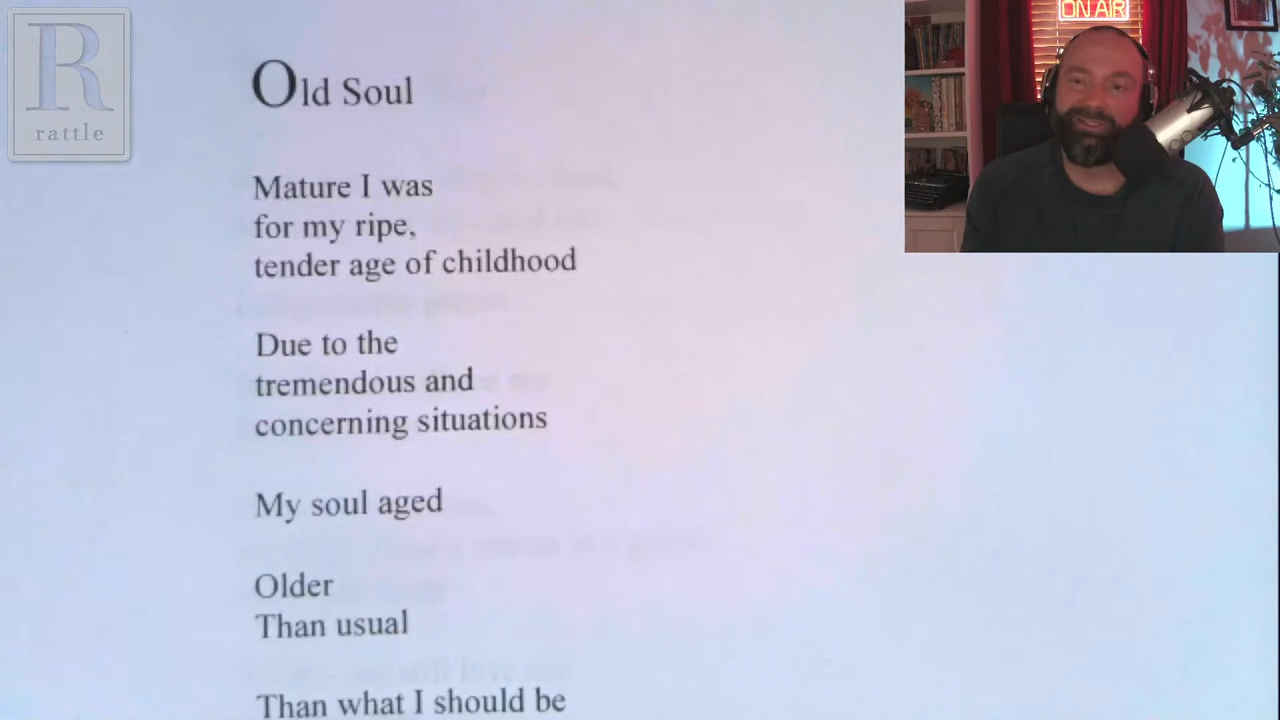 R
rattle
ON AIR
Old Soul
Mature I was
for my ripe,
tender age of childhood
Due to the
tremendous and
concerning situations
My soul aged
Older
Than usual
Than what I should be